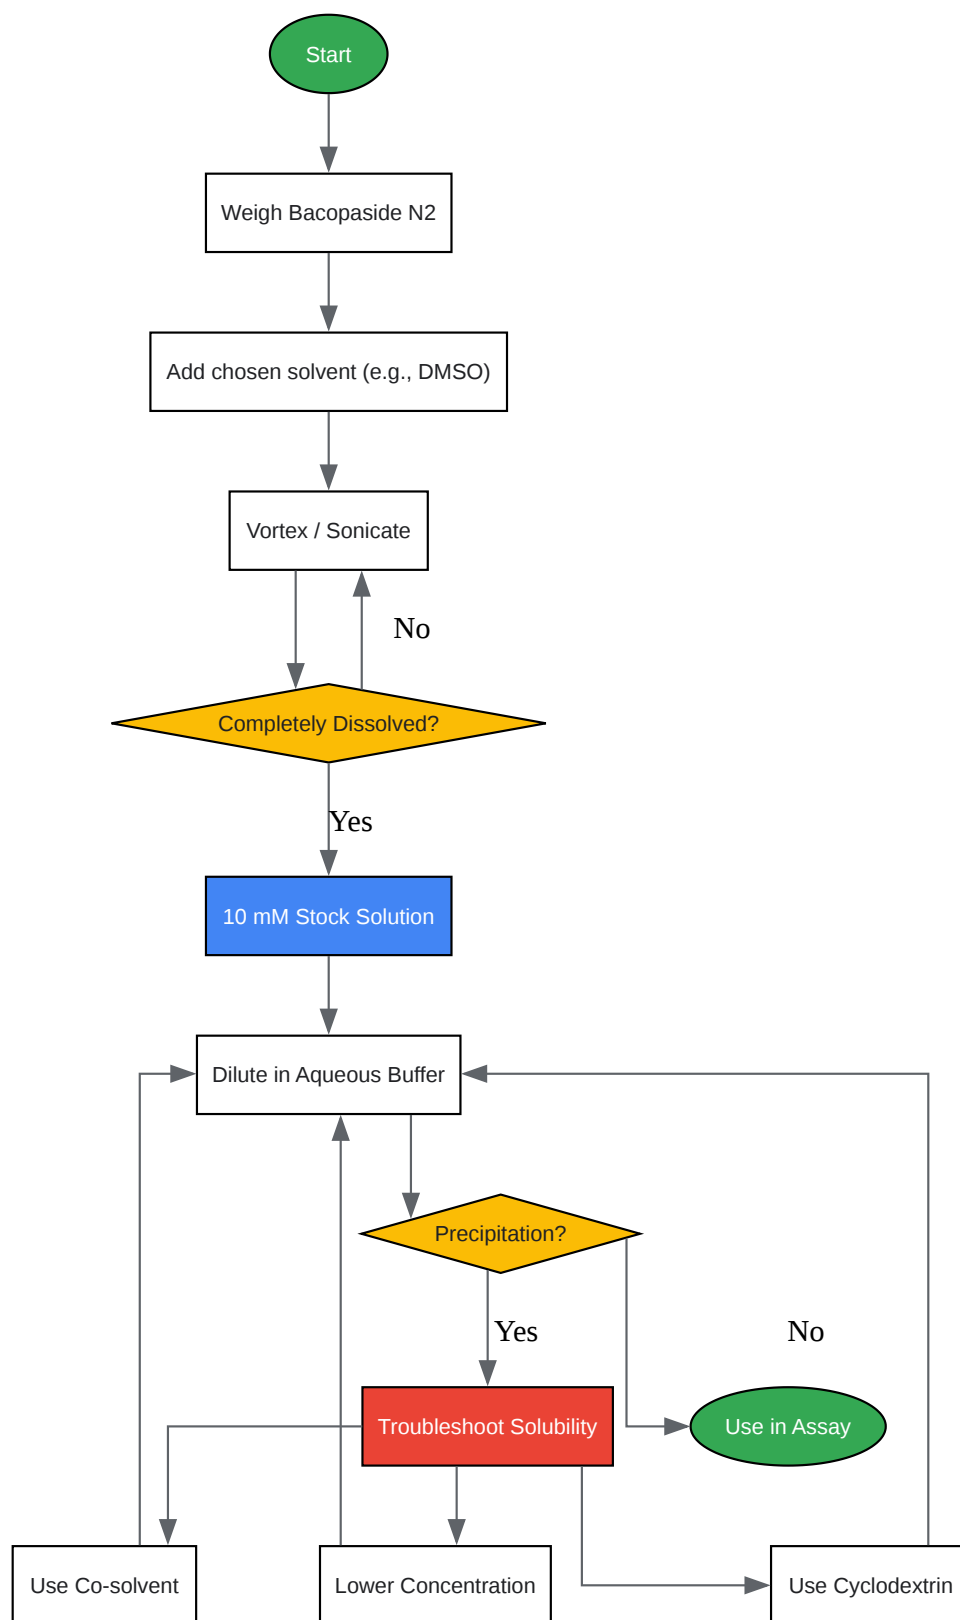 Start
Weigh Bacopaside N2
Add chosen solvent (e.g., DMSO)
Vortex / Sonicate
No
Completely Dissolved?
Yes
10 mM Stock Solution
Dilute in Aqueous Buffer
Precipitation?
Yes
No
Troubleshoot Solubility
Use in Assay
Use Co-solvent
Lower Concentration
Use Cyclodextrin